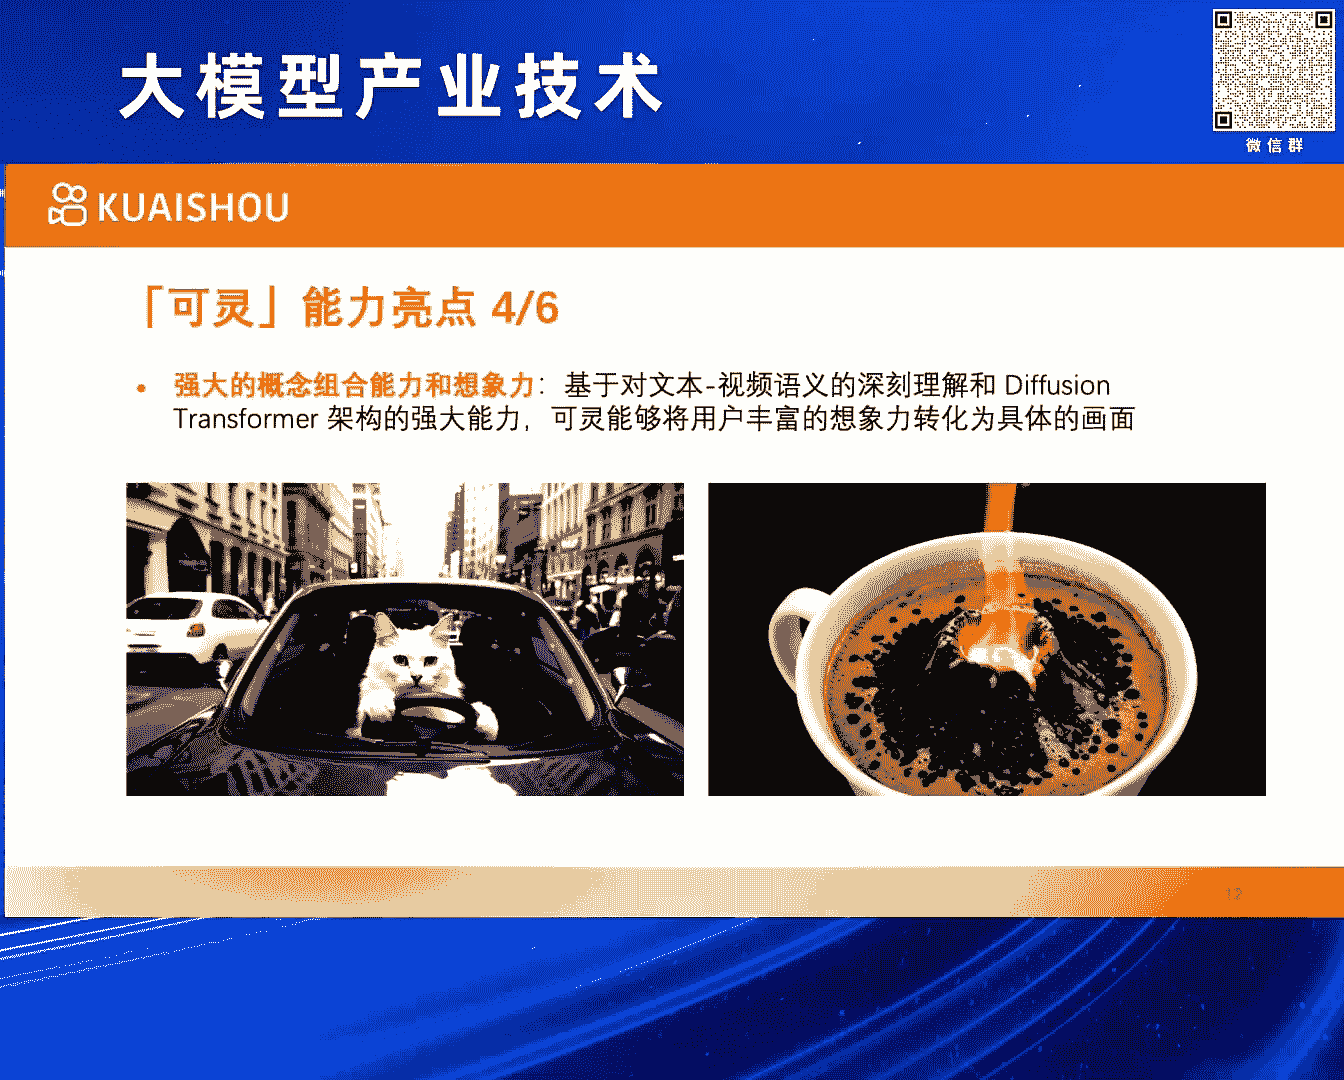 大模型产业技术
微信群
KUAISHOU
「可灵」能力亮点 4/6
• 强大的概念组合能力和想象力：基于对文本-视频语义的深刻理解和 Diffusion
Transformer 架构的强大能力，可灵能够将用户丰富的想象力转化为具体的画面
12